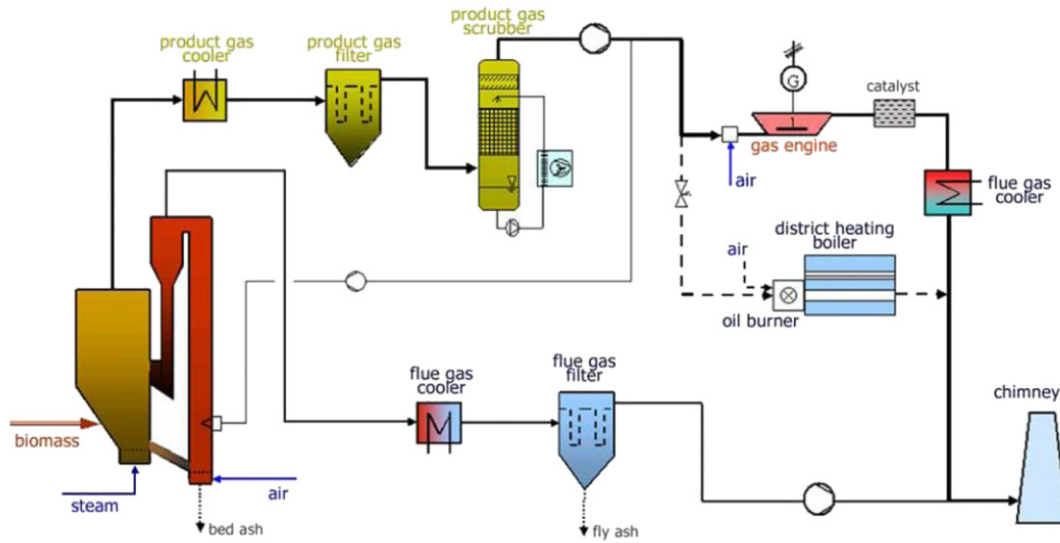 product gas
cooler
product gas
filter
product gas
scrubber
G
catalyst
gas engine
air
flue gas
cooler
district heating
boiler
air
oil burner
flue gas
cooler
flue gas
filter
chimney
biomass
steam
air
bed ash
fly ash